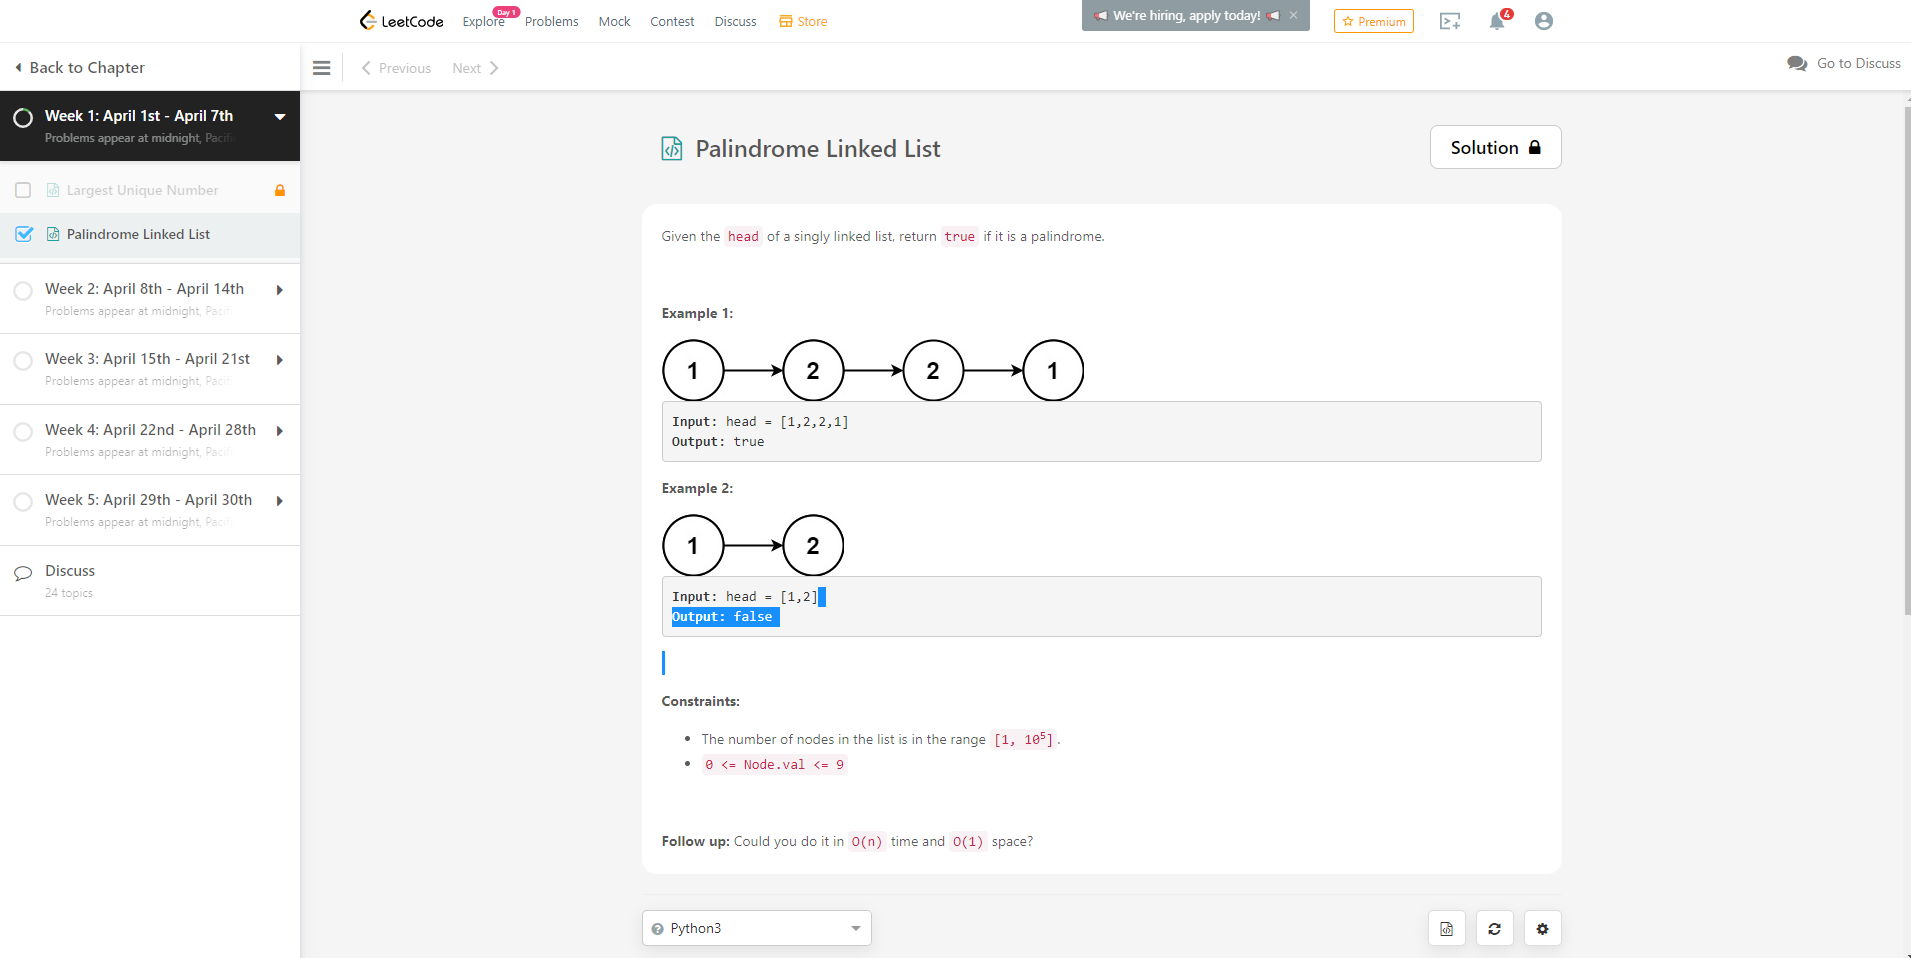 LeetCode
Explore
Day 1
Problems
Mock
Contest
Discuss
Store
We're hiring, apply today!
×
Premium
4
Back to Chapter
Previous
Next
Go to Discuss
Week 1: April 1st - April 7th
Problems appear at midnight, Pacifi
Largest Unique Number
Palindrome Linked List
Week 2: April 8th - April 14th
Problems appear at midnight, Pacifi
Week 3: April 15th - April 21st
Problems appear at midnight, Pacifi
Week 4: April 22nd - April 28th
Problems appear at midnight, Pacifi
Week 5: April 29th - April 30th
Problems appear at midnight, Pacifi
Discuss
24 topics
Palindrome Linked List
Solution
Given the head of a singly linked list, return true if it is a palindrome.
Example 1:
1 2 2 1
Input: head = [1,2,2,1]
Output: true
Example 2:
1 2
Input: head = [1,2]
Output: false
Constraints:
• The number of nodes in the list is in the range [1, 10⁵].
• 0 <= Node.val <= 9
Follow up: Could you do it in O(n) time and O(1) space?
Python3